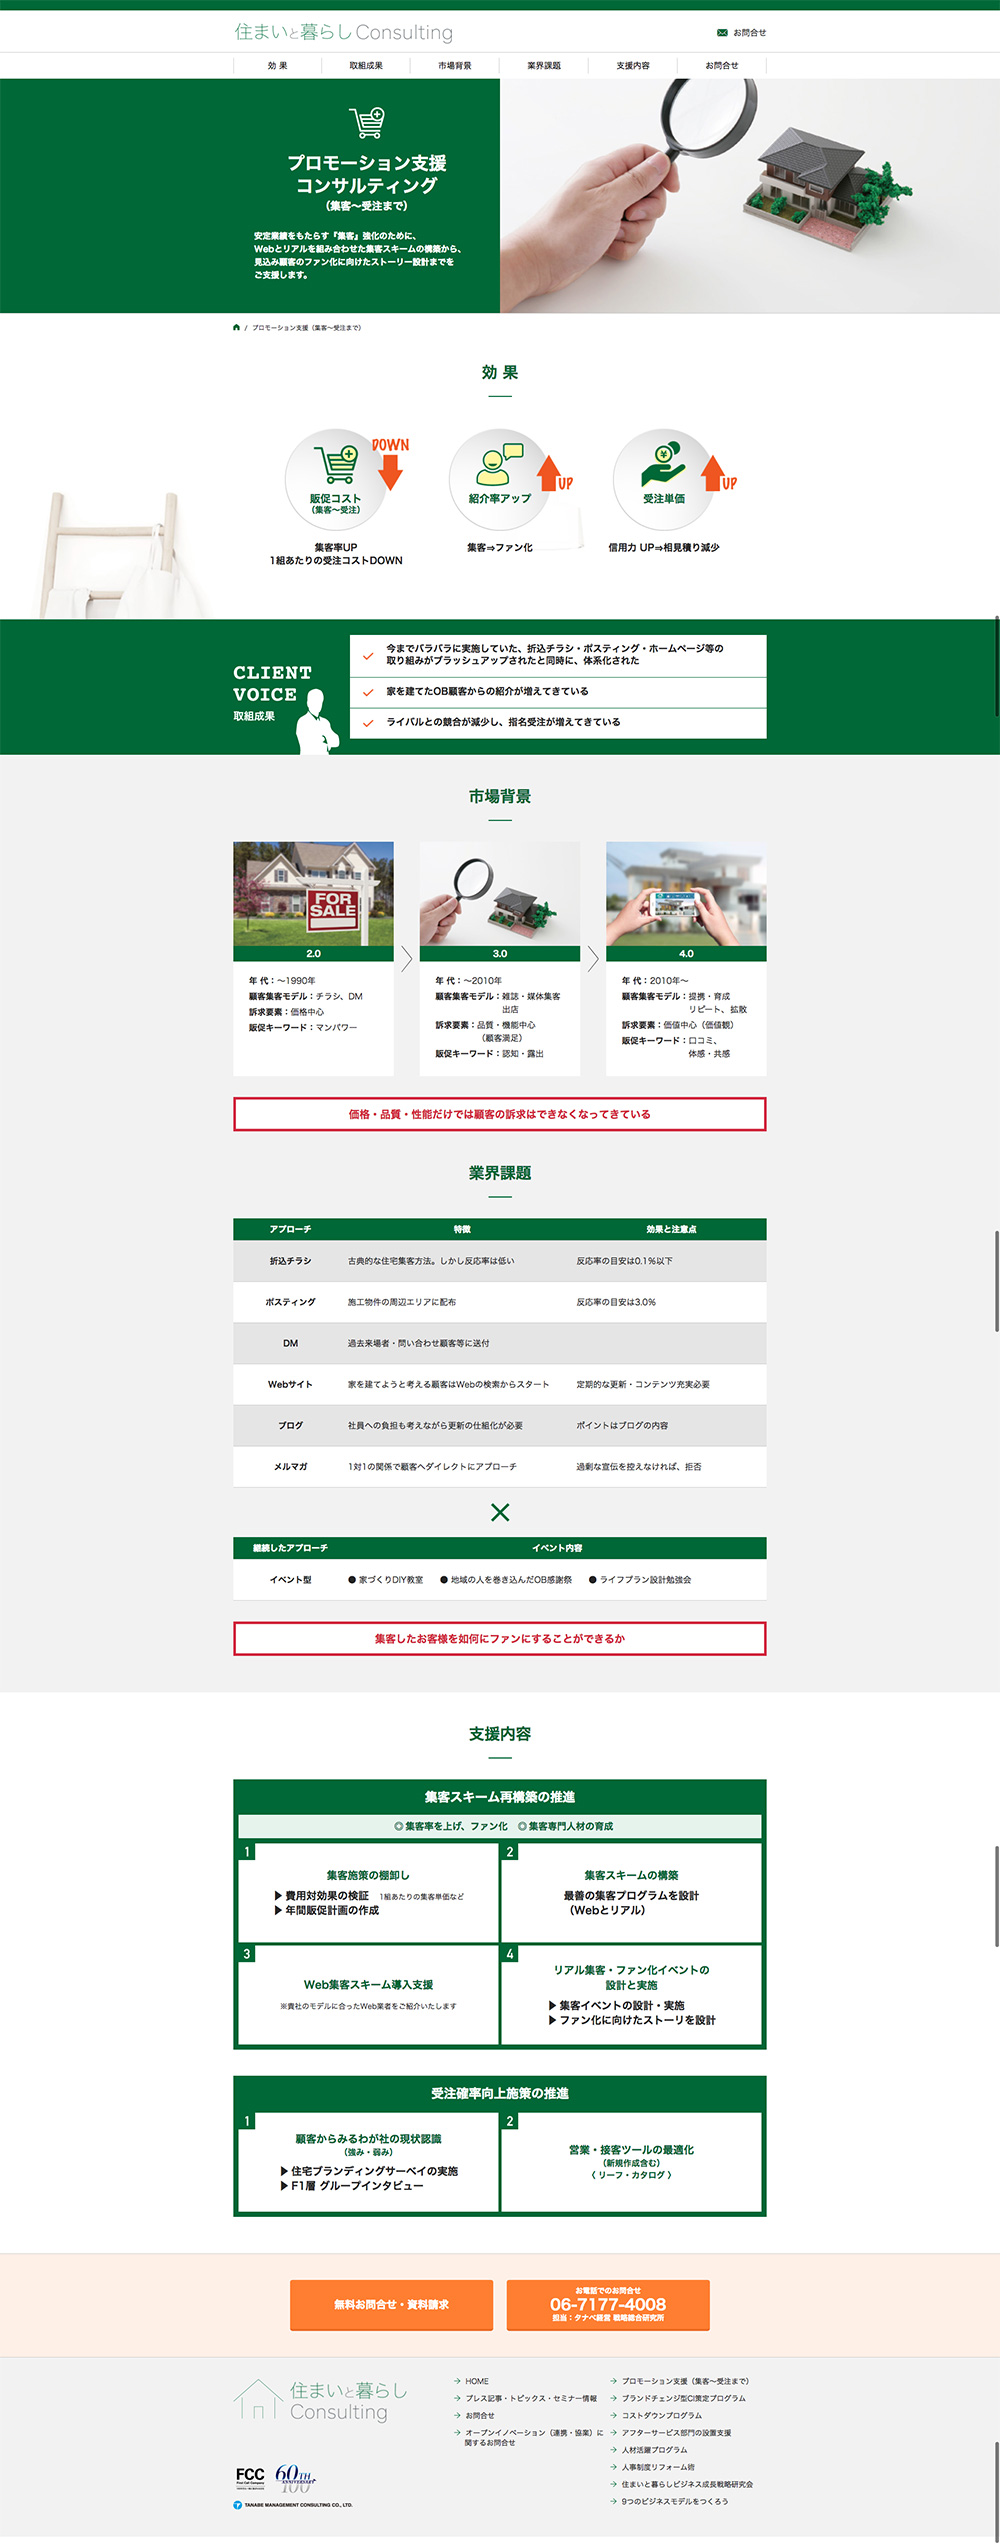 住まいと暮らし Consulting
お問合せ
効 果
取組成果
市場背景
業界課題
支援内容
お問合せ
プロモーション支援
コンサルティング
（集客～受注まで）
安定業績をもたらす『集客』強化のために、
Webとリアルを組み合わせた集客スキームの構築から、
見込み顧客のファン化に向けたストーリー設計までを
ご支援します。
/ プロモーション支援（集客～受注まで）
効 果
DOWN
販促コスト
（集客～受注）
集客率UP
1組あたりの受注コストDOWN
UP
紹介率アップ
集客⇒ファン化
UP
受注単価
信用力 UP⇒相見積り減少
CLIENT
VOICE
取組成果
今までバラバラに実施していた、折込チラシ・ポスティング・ホームページ等の
取り組みがブラッシュアップされたと同時に、体系化された
家を建てたOB顧客からの紹介が増えてきている
ライバルとの競合が減少し、指名受注が増えてきている
市場背景
FOR
SALE
2.0
年 代：～1990年
顧客集客モデル：チラシ、DM
訴求要素：価格中心
販促キーワード：マンパワー
3.0
年 代：～2010年
顧客集客モデル：雑誌・媒体集客
出店
訴求要素：品質・機能中心
（顧客満足）
販促キーワード：認知・露出
4.0
年 代：2010年～
顧客集客モデル：提携・育成
リピート、拡散
訴求要素：価値中心（価値観）
販促キーワード：口コミ、
体感・共感
価格・品質・性能だけでは顧客の訴求はできなくなってきている
業界課題
アプローチ 特徴 効果と注意点
折込チラシ 古典的な住宅集客方法。しかし反応率は低い 反応率の目安は0.1％以下
ポスティング 施工物件の周辺エリアに配布 反応率の目安は3.0％
DM 過去来場者・問い合わせ顧客等に送付
Webサイト 家を建てようと考える顧客はWebの検索からスタート 定期的な更新・コンテンツ充実必要
ブログ 社員への負担も考えながら更新の仕組化が必要 ポイントはブログの内容
メルマガ 1対1の関係で顧客へダイレクトにアプローチ 過剰な宣伝を控えなければ、拒否
継続したアプローチ イベント内容
イベント型 ● 家づくりDIY教室 ● 地域の人を巻き込んだOB感謝祭 ● ライフプラン設計勉強会
集客したお客様を如何にファンにすることができるか
支援内容
集客スキーム再構築の推進
◎ 集客率を上げ、ファン化 ◎ 集客専門人材の育成
1
集客施策の棚卸し
▶ 費用対効果の検証 1組あたりの集客単価など
▶ 年間販促計画の作成
2
集客スキームの構築
最善の集客プログラムを設計
（Webとリアル）
3
Web集客スキーム導入支援
※貴社のモデルに合ったWeb業者をご紹介いたします
4
リアル集客・ファン化イベントの
設計と実施
▶ 集客イベントの設計・実施
▶ ファン化に向けたストーリを設計
受注確率向上施策の推進
1
顧客からみるわが社の現状認識
（強み・弱み）
▶ 住宅ブランディングサーベイの実施
▶ F1層 グループインタビュー
2
営業・接客ツールの最適化
（新規作成含む）
〈 リーフ・カタログ 〉
無料お問合せ・資料請求
お電話でのお問合せ
06-7177-4008
担当：タナベ経営 戦略総合研究所
住まいと暮らし
Consulting
FCC
60TH
ANNIVERSARY
100
TANABE MANAGEMENT CONSULTING CO., LTD.
HOME
プレス記事・トピックス・セミナー情報
お問合せ
オープンイノベーション（連携・協業）に
関するお問合せ
プロモーション支援（集客～受注まで）
ブランドチェンジ型CI策定プログラム
コストダウンプログラム
アフターサービス部門の設置支援
人材活躍プログラム
人事制度リフォーム術
住まいと暮らしビジネス成長戦略研究会
9つのビジネスモデルをつくろう